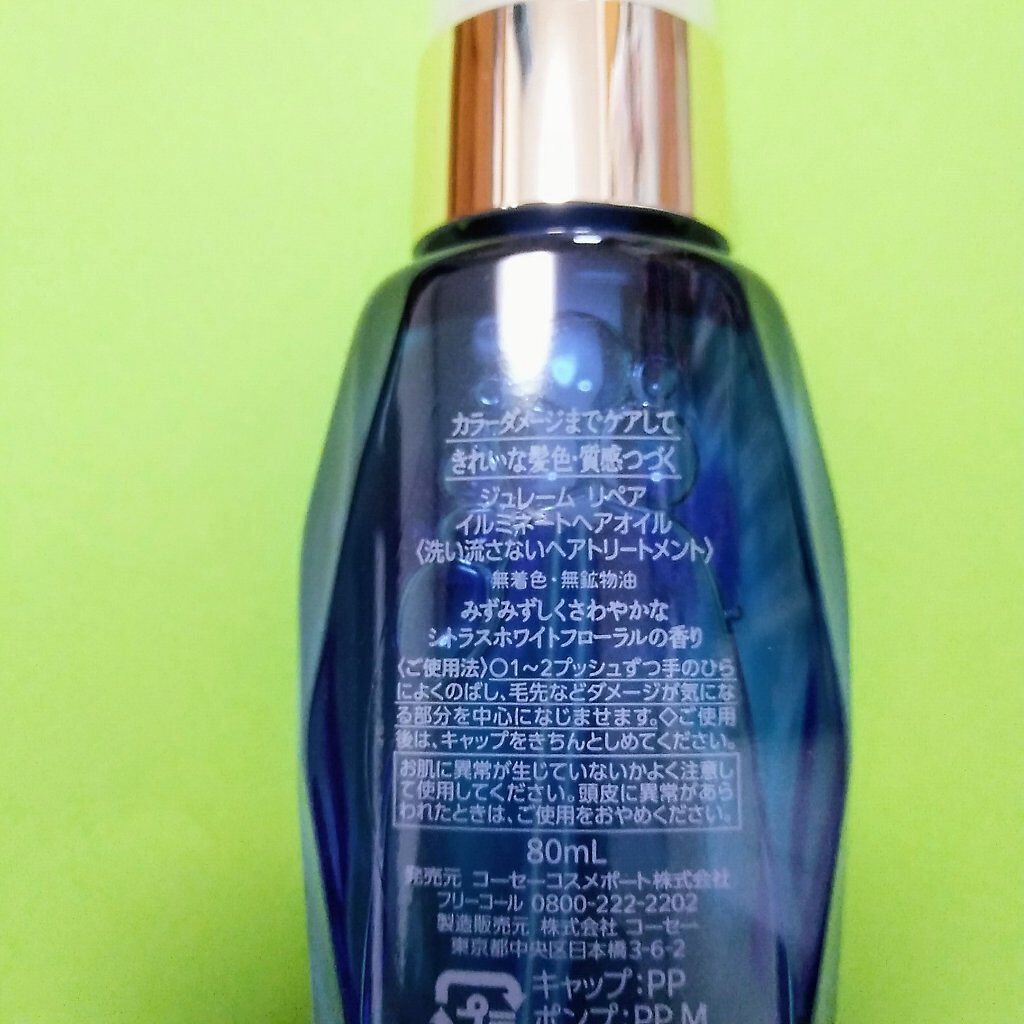 カラーダメージまでケアして
きれいな髪色・質感つづく
ジュレーム リペア
イルミネートヘアオイル
〈洗い流さないヘアトリートメント〉
無着色・無鉱物油
みずみずしくさわやかな
シトラスホワイトフローラルの香り
〈ご使用法〉○1〜2プッシュずつ手のひら
によくのばし、毛先などダメージが気にな
る部分を中心になじませます。◇ご使用
後は、キャップをきちんとしめてください。
お肌に異常が生じていないかよく注意し
て使用してください。頭皮に異常があら
われたときは、ご使用をおやめください。
80mL
発売元 コーセーコスメポート株式会社
フリーコール 0800-222-2202
製造販売元 株式会社 コーセー
東京都中央区日本橋3-6-2
キャップ:PP
ポンプ:PP,M